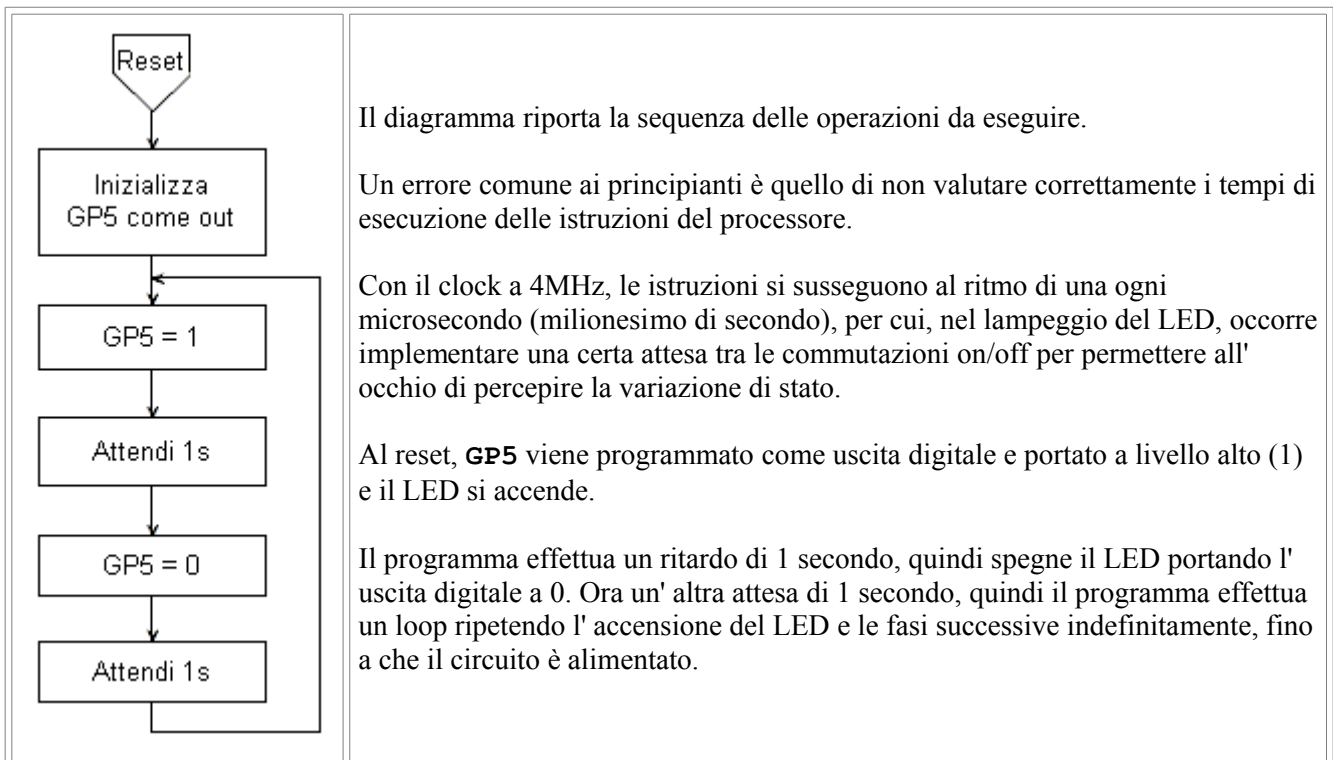 Reset
Inizializza
GP5 come out
GP5 = 1
Attendi 1s
GP5 = 0
Attendi 1s
Il diagramma riporta la sequenza delle operazioni da eseguire.
Un errore comune ai principianti è quello di non valutare correttamente i tempi di
esecuzione delle istruzioni del processore.
Con il clock a 4MHz, le istruzioni si susseguono al ritmo di una ogni
microsecondo (milionesimo di secondo), per cui, nel lampeggio del LED, occorre
implementare una certa attesa tra le commutazioni on/off per permettere all'
occhio di percepire la variazione di stato.
Al reset, GP5 viene programmato come uscita digitale e portato a livello alto (1)
e il LED si accende.
Il programma effettua un ritardo di 1 secondo, quindi spegne il LED portando l'
uscita digitale a 0. Ora un' altra attesa di 1 secondo, quindi il programma effettua
un loop ripetendo l' accensione del LED e le fasi successive indefinitamente, fino
a che il circuito è alimentato.